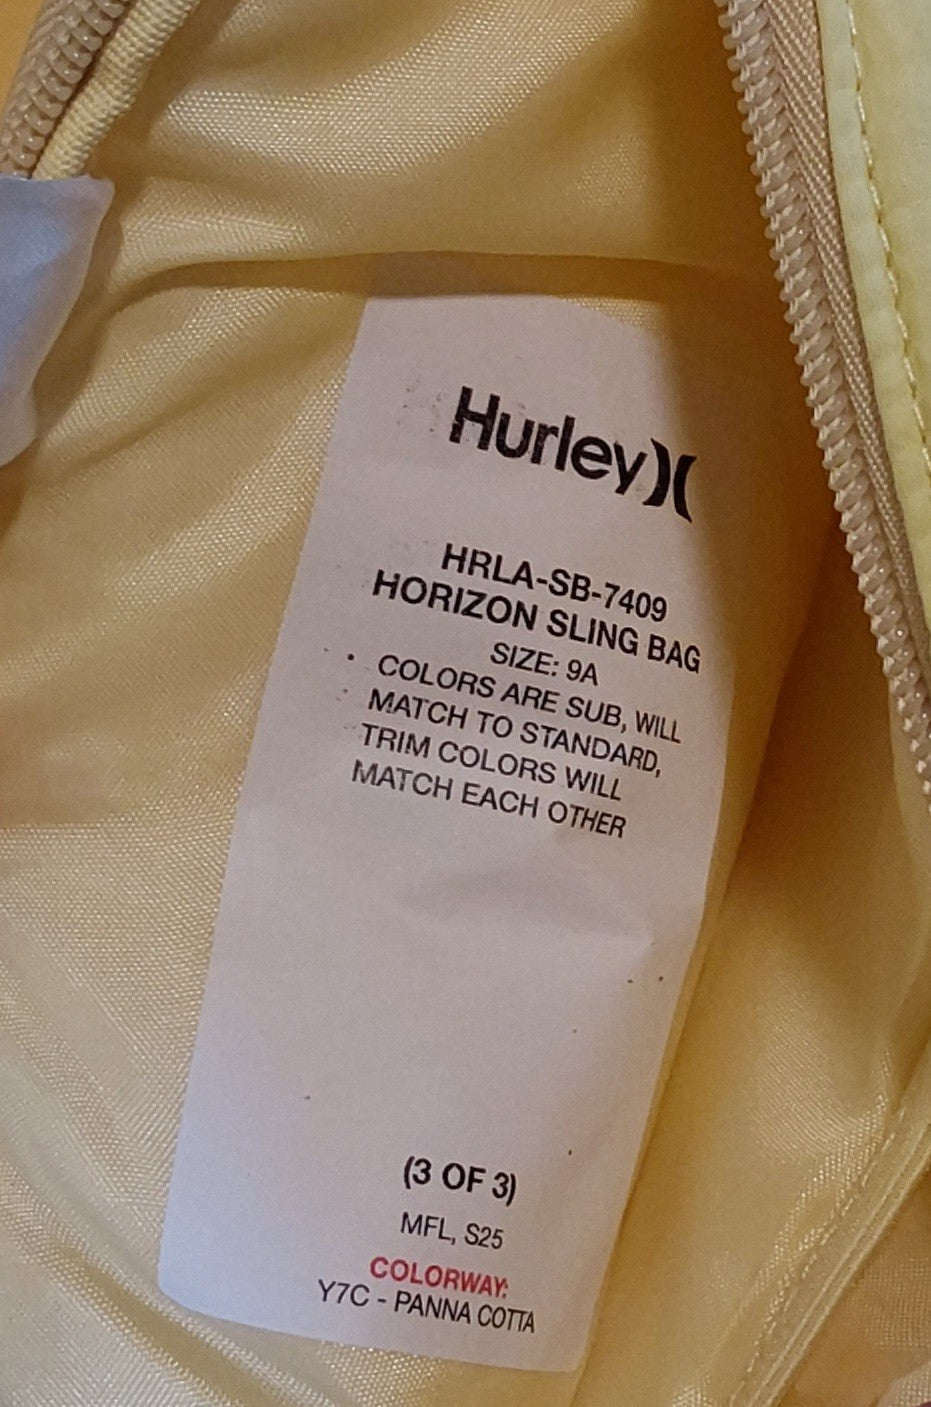 Hurley
HRLA-SB-7409
HORIZON SLING BAG
SIZE: 9A
COLORS ARE SUB, WILL
MATCH TO STANDARD,
TRIM COLORS WILL
MATCH EACH OTHER
(3 OF 3)
MFL, S25
COLORWAY:
Y7C - PANNA COTTA